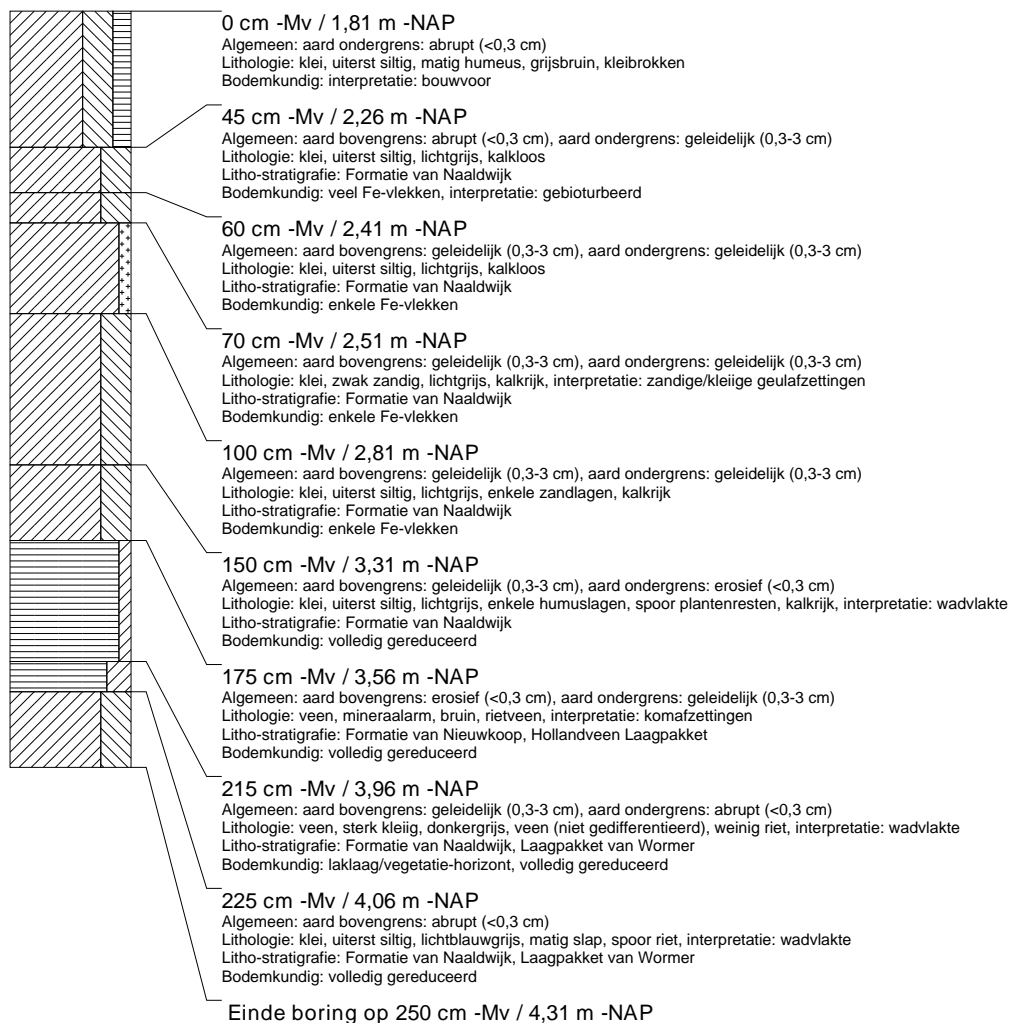 0 cm -Mv / 1,81 m -NAP
Algemeen: aard ondergrens: abrupt (<0,3 cm)
Lithologie: klei, uiterst siltig, matig humeus, grijsbruin, kleibrokken
Bodemkundig: interpretatie: bouwvoor
45 cm -Mv / 2,26 m -NAP
Algemeen: aard bovengrens: abrupt (<0,3 cm), aard ondergrens: geleidelijk (0,3-3 cm)
Lithologie: klei, uiterst siltig, lichtgrijs, kalkloos
Litho-stratigrafie: Formatie van Naaldwijk
Bodemkundig: veel Fe-vlekken, interpretatie: gebioturbeerd
60 cm -Mv / 2,41 m -NAP
Algemeen: aard bovengrens: geleidelijk (0,3-3 cm), aard ondergrens: geleidelijk (0,3-3 cm)
Lithologie: klei, uiterst siltig, lichtgrijs, kalkloos
Litho-stratigrafie: Formatie van Naaldwijk
Bodemkundig: enkele Fe-vlekken
70 cm -Mv / 2,51 m -NAP
Algemeen: aard bovengrens: geleidelijk (0,3-3 cm), aard ondergrens: geleidelijk (0,3-3 cm)
Lithologie: klei, zwak zandig, lichtgrijs, kalkrijk, interpretatie: zandige/kleiige geulafzettingen
Litho-stratigrafie: Formatie van Naaldwijk
Bodemkundig: enkele Fe-vlekken
100 cm -Mv / 2,81 m -NAP
Algemeen: aard bovengrens: geleidelijk (0,3-3 cm), aard ondergrens: geleidelijk (0,3-3 cm)
Lithologie: klei, uiterst siltig, lichtgrijs, enkele zandlagen, kalkrijk
Litho-stratigrafie: Formatie van Naaldwijk
Bodemkundig: enkele Fe-vlekken
150 cm -Mv / 3,31 m -NAP
Algemeen: aard bovengrens: geleidelijk (0,3-3 cm), aard ondergrens: erosief (<0,3 cm)
Lithologie: klei, uiterst siltig, lichtgrijs, enkele humuslagen, spoor plantenresten, kalkrijk, interpretatie: wadvlakte
Litho-stratigrafie: Formatie van Naaldwijk
Bodemkundig: volledig gereduceerd
175 cm -Mv / 3,56 m -NAP
Algemeen: aard bovengrens: erosief (<0,3 cm), aard ondergrens: geleidelijk (0,3-3 cm)
Lithologie: veen, mineraalarm, bruin, rietveen, interpretatie: komafzettingen
Litho-stratigrafie: Formatie van Nieuwkoop, Hollandveen Laagpakket
Bodemkundig: volledig gereduceerd
215 cm -Mv / 3,96 m -NAP
Algemeen: aard bovengrens: geleidelijk (0,3-3 cm), aard ondergrens: abrupt (<0,3 cm)
Lithologie: veen, sterk kleiig, donkergrijs, veen (niet gedifferentieerd), weinig riet, interpretatie: wadvlakte
Litho-stratigrafie: Formatie van Naaldwijk, Laagpakket van Wormer
Bodemkundig: laklaag/vegetatie-horizont, volledig gereduceerd
225 cm -Mv / 4,06 m -NAP
Algemeen: aard bovengrens: abrupt (<0,3 cm)
Lithologie: klei, uiterst siltig, lichtblauwgrijs, matig slap, spoor riet, interpretatie: wadvlakte
Litho-stratigrafie: Formatie van Naaldwijk, Laagpakket van Wormer
Bodemkundig: volledig gereduceerd
Einde boring op 250 cm -Mv / 4,31 m -NAP